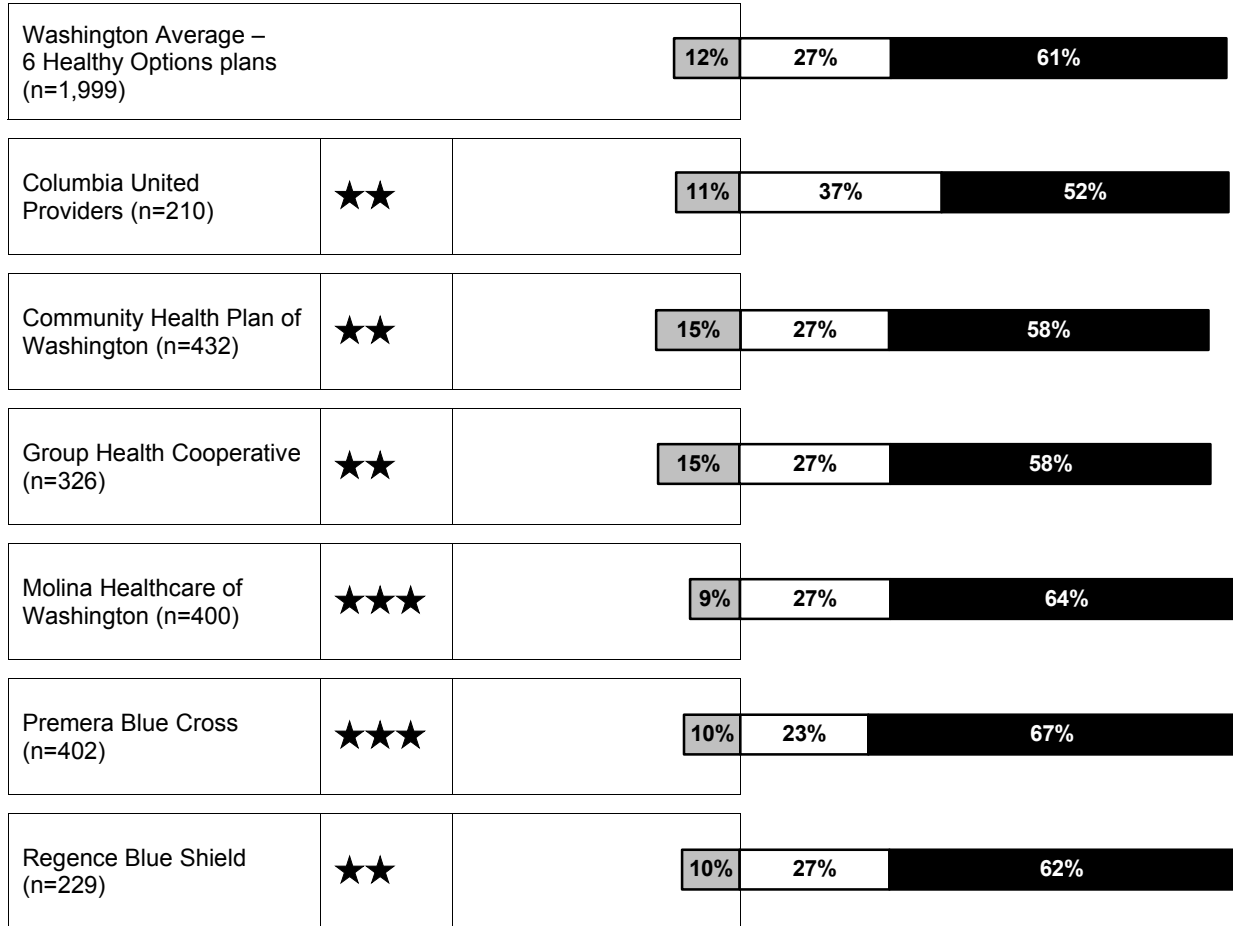 Washington Average –
6 Healthy Options plans
(n=1,999)
12% 27% 61%
Columbia United
Providers (n=210)
★★
11% 37% 52%
Community Health Plan of
Washington (n=432)
★★
15% 27% 58%
Group Health Cooperative
(n=326)
★★
15% 27% 58%
Molina Healthcare of
Washington (n=400)
★★★
9% 27% 64%
Premera Blue Cross
(n=402)
★★★
10% 23% 67%
Regence Blue Shield
(n=229)
★★
10% 27% 62%